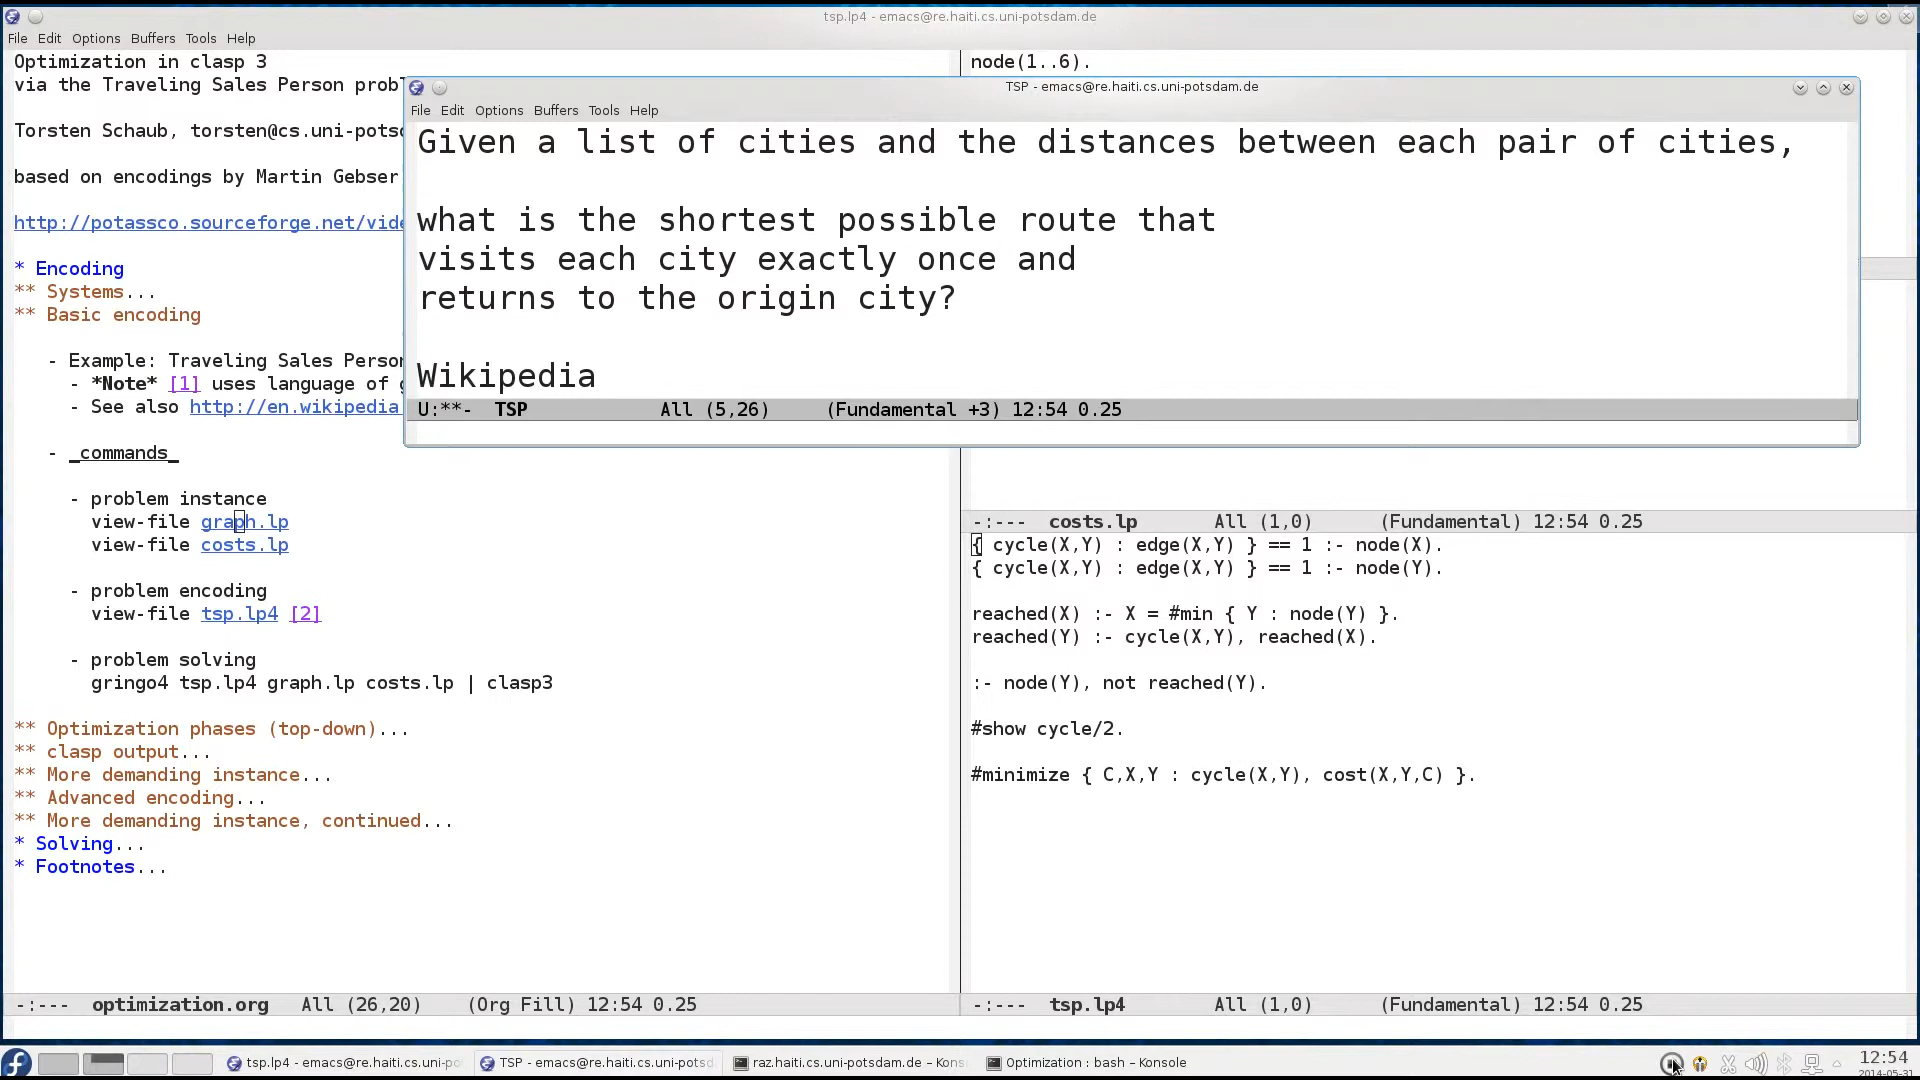 tsp.lp4 - emacs@re.haiti.cs.uni-potsdam.de
File Edit Options Buffers Tools Help
Optimization in clasp 3
via the Traveling Sales Person prob
Torsten Schaub, torsten@cs.uni-pots
based on encodings by Martin Gebser
http://potassco.sourceforge.net/vide
* Encoding
** Systems...
** Basic encoding
- Example: Traveling Sales Person
- *Note* [1] uses language of g
- See also http://en.wikipedia.
- _commands_
- problem instance
view-file graph.lp
view-file costs.lp
- problem encoding
view-file tsp.lp4 [2]
- problem solving
gringo4 tsp.lp4 graph.lp costs.lp | clasp3
** Optimization phases (top-down)...
** clasp output...
** More demanding instance...
** Advanced encoding...
** More demanding instance, continued...
* Solving...
* Footnotes...
-:--- optimization.org All (26,20) (Org Fill) 12:54 0.25
node(1..6).
TSP - emacs@re.haiti.cs.uni-potsdam.de
File Edit Options Buffers Tools Help
Given a list of cities and the distances between each pair of cities,
what is the shortest possible route that
visits each city exactly once and
returns to the origin city?
Wikipedia
U:**- TSP All (5,26) (Fundamental +3) 12:54 0.25
-:--- costs.lp All (1,0) (Fundamental) 12:54 0.25
{ cycle(X,Y) : edge(X,Y) } == 1 :- node(X).
{ cycle(X,Y) : edge(X,Y) } == 1 :- node(Y).
reached(X) :- X = #min { Y : node(Y) }.
reached(Y) :- cycle(X,Y), reached(X).
:- node(Y), not reached(Y).
#show cycle/2.
#minimize { C,X,Y : cycle(X,Y), cost(X,Y,C) }.
-:--- tsp.lp4 All (1,0) (Fundamental) 12:54 0.25
tsp.lp4 - emacs@re.haiti.cs.uni-po
TSP - emacs@re.haiti.cs.uni-potsd
raz.haiti.cs.uni-potsdam.de – Kons
Optimization : bash – Konsole
12:54
2014-05-31